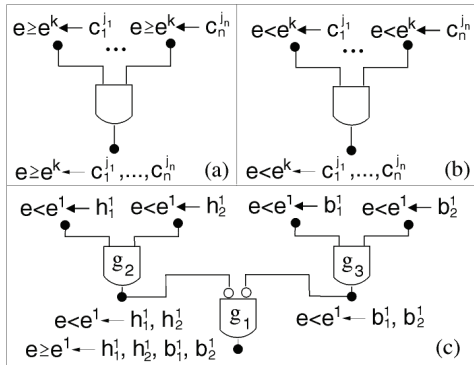 e≥e^k ← c_1^{j_1} e≥e^k ← c_n^{j_n}
...
e≥e^k ← c_1^{j_1},...,c_n^{j_n} (a)
e<e^k ← c_1^{j_1} e<e^k ← c_n^{j_n}
...
e<e^k ← c_1^{j_1},...,c_n^{j_n} (b)
e<e^1 ← h_1^1 e<e^1 ← h_2^1 e<e^1 ← b_1^1 e<e^1 ← b_2^1
g_2 g_3
g_1
e<e^1 ← h_1^1, h_2^1 e<e^1 ← b_1^1, b_2^1
e≥e^1 ← h_1^1, h_2^1, b_1^1, b_2^1 (c)